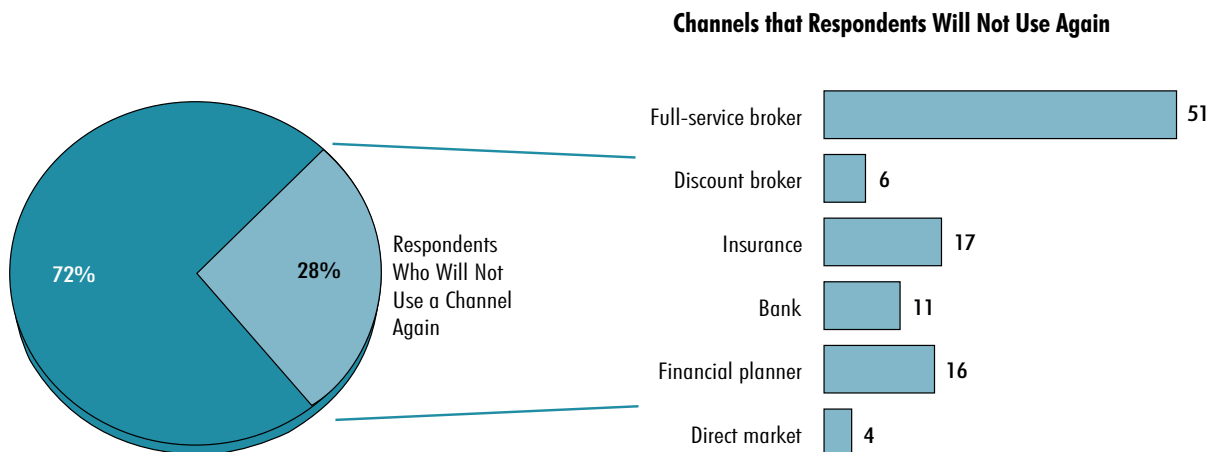 Channels that Respondents Will Not Use Again
72%
28%
Respondents
Who Will Not
Use a Channel
Again
Full-service broker 51
Discount broker 6
Insurance 17
Bank 11
Financial planner 16
Direct market 4